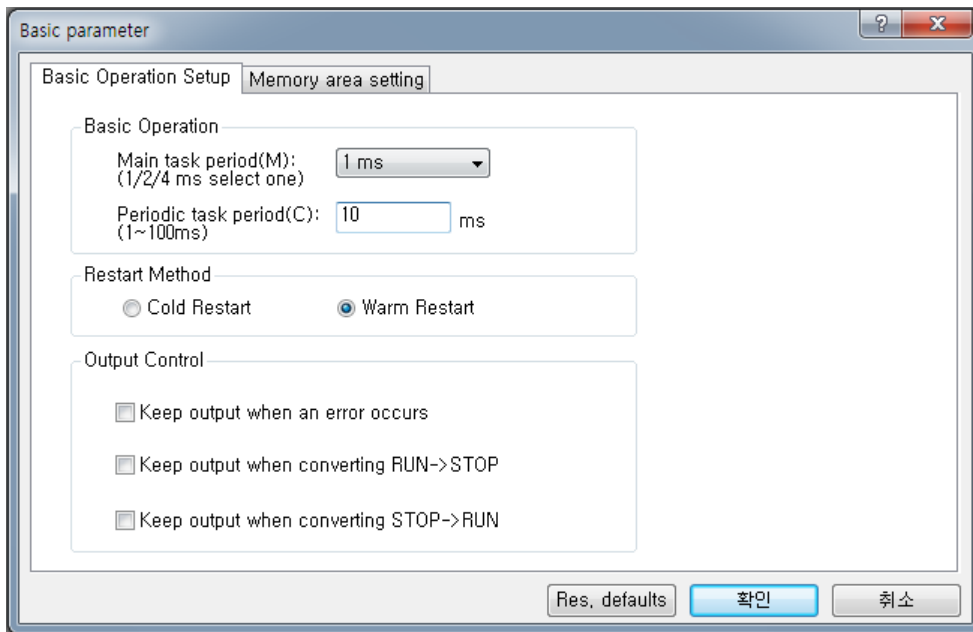 Basic parameter
Basic Operation Setup
Memory area setting
Basic Operation
Main task period(M):
(1/2/4 ms select one)
1 ms
Periodic task period(C):
(1~100ms)
10
ms
Restart Method
Cold Restart
Warm Restart
Output Control
Keep output when an error occurs
Keep output when converting RUN->STOP
Keep output when converting STOP->RUN
Res, defaults
확인
취소